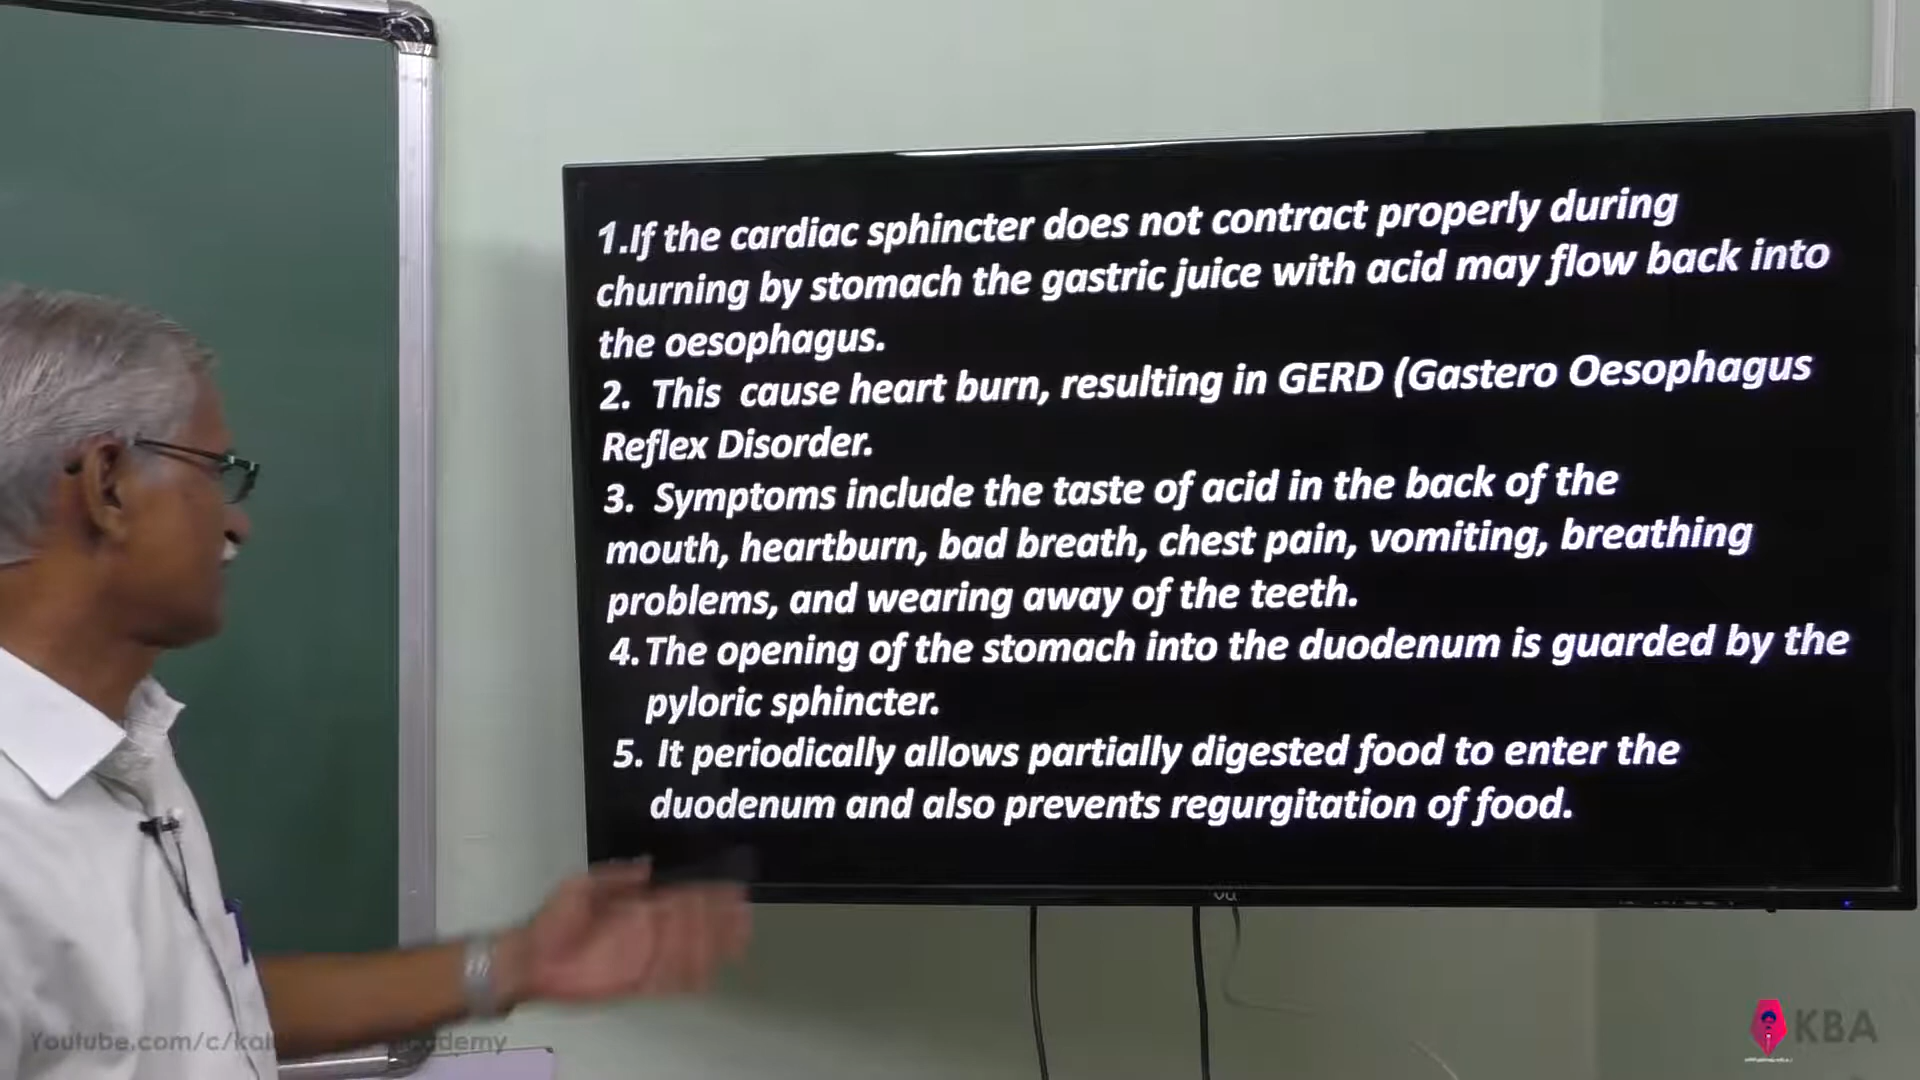 1.If the cardiac sphincter does not contract properly during
churning by stomach the gastric juice with acid may flow back into
the oesophagus.
2. This cause heart burn, resulting in GERD (Gastero Oesophagus
Reflex Disorder.
3. Symptoms include the taste of acid in the back of the
mouth, heartburn, bad breath, chest pain, vomiting, breathing
problems, and wearing away of the teeth.
4. The opening of the stomach into the duodenum is guarded by the
pyloric sphincter.
5. It periodically allows partially digested food to enter the
duodenum and also prevents regurgitation of food.
Vu
KBA